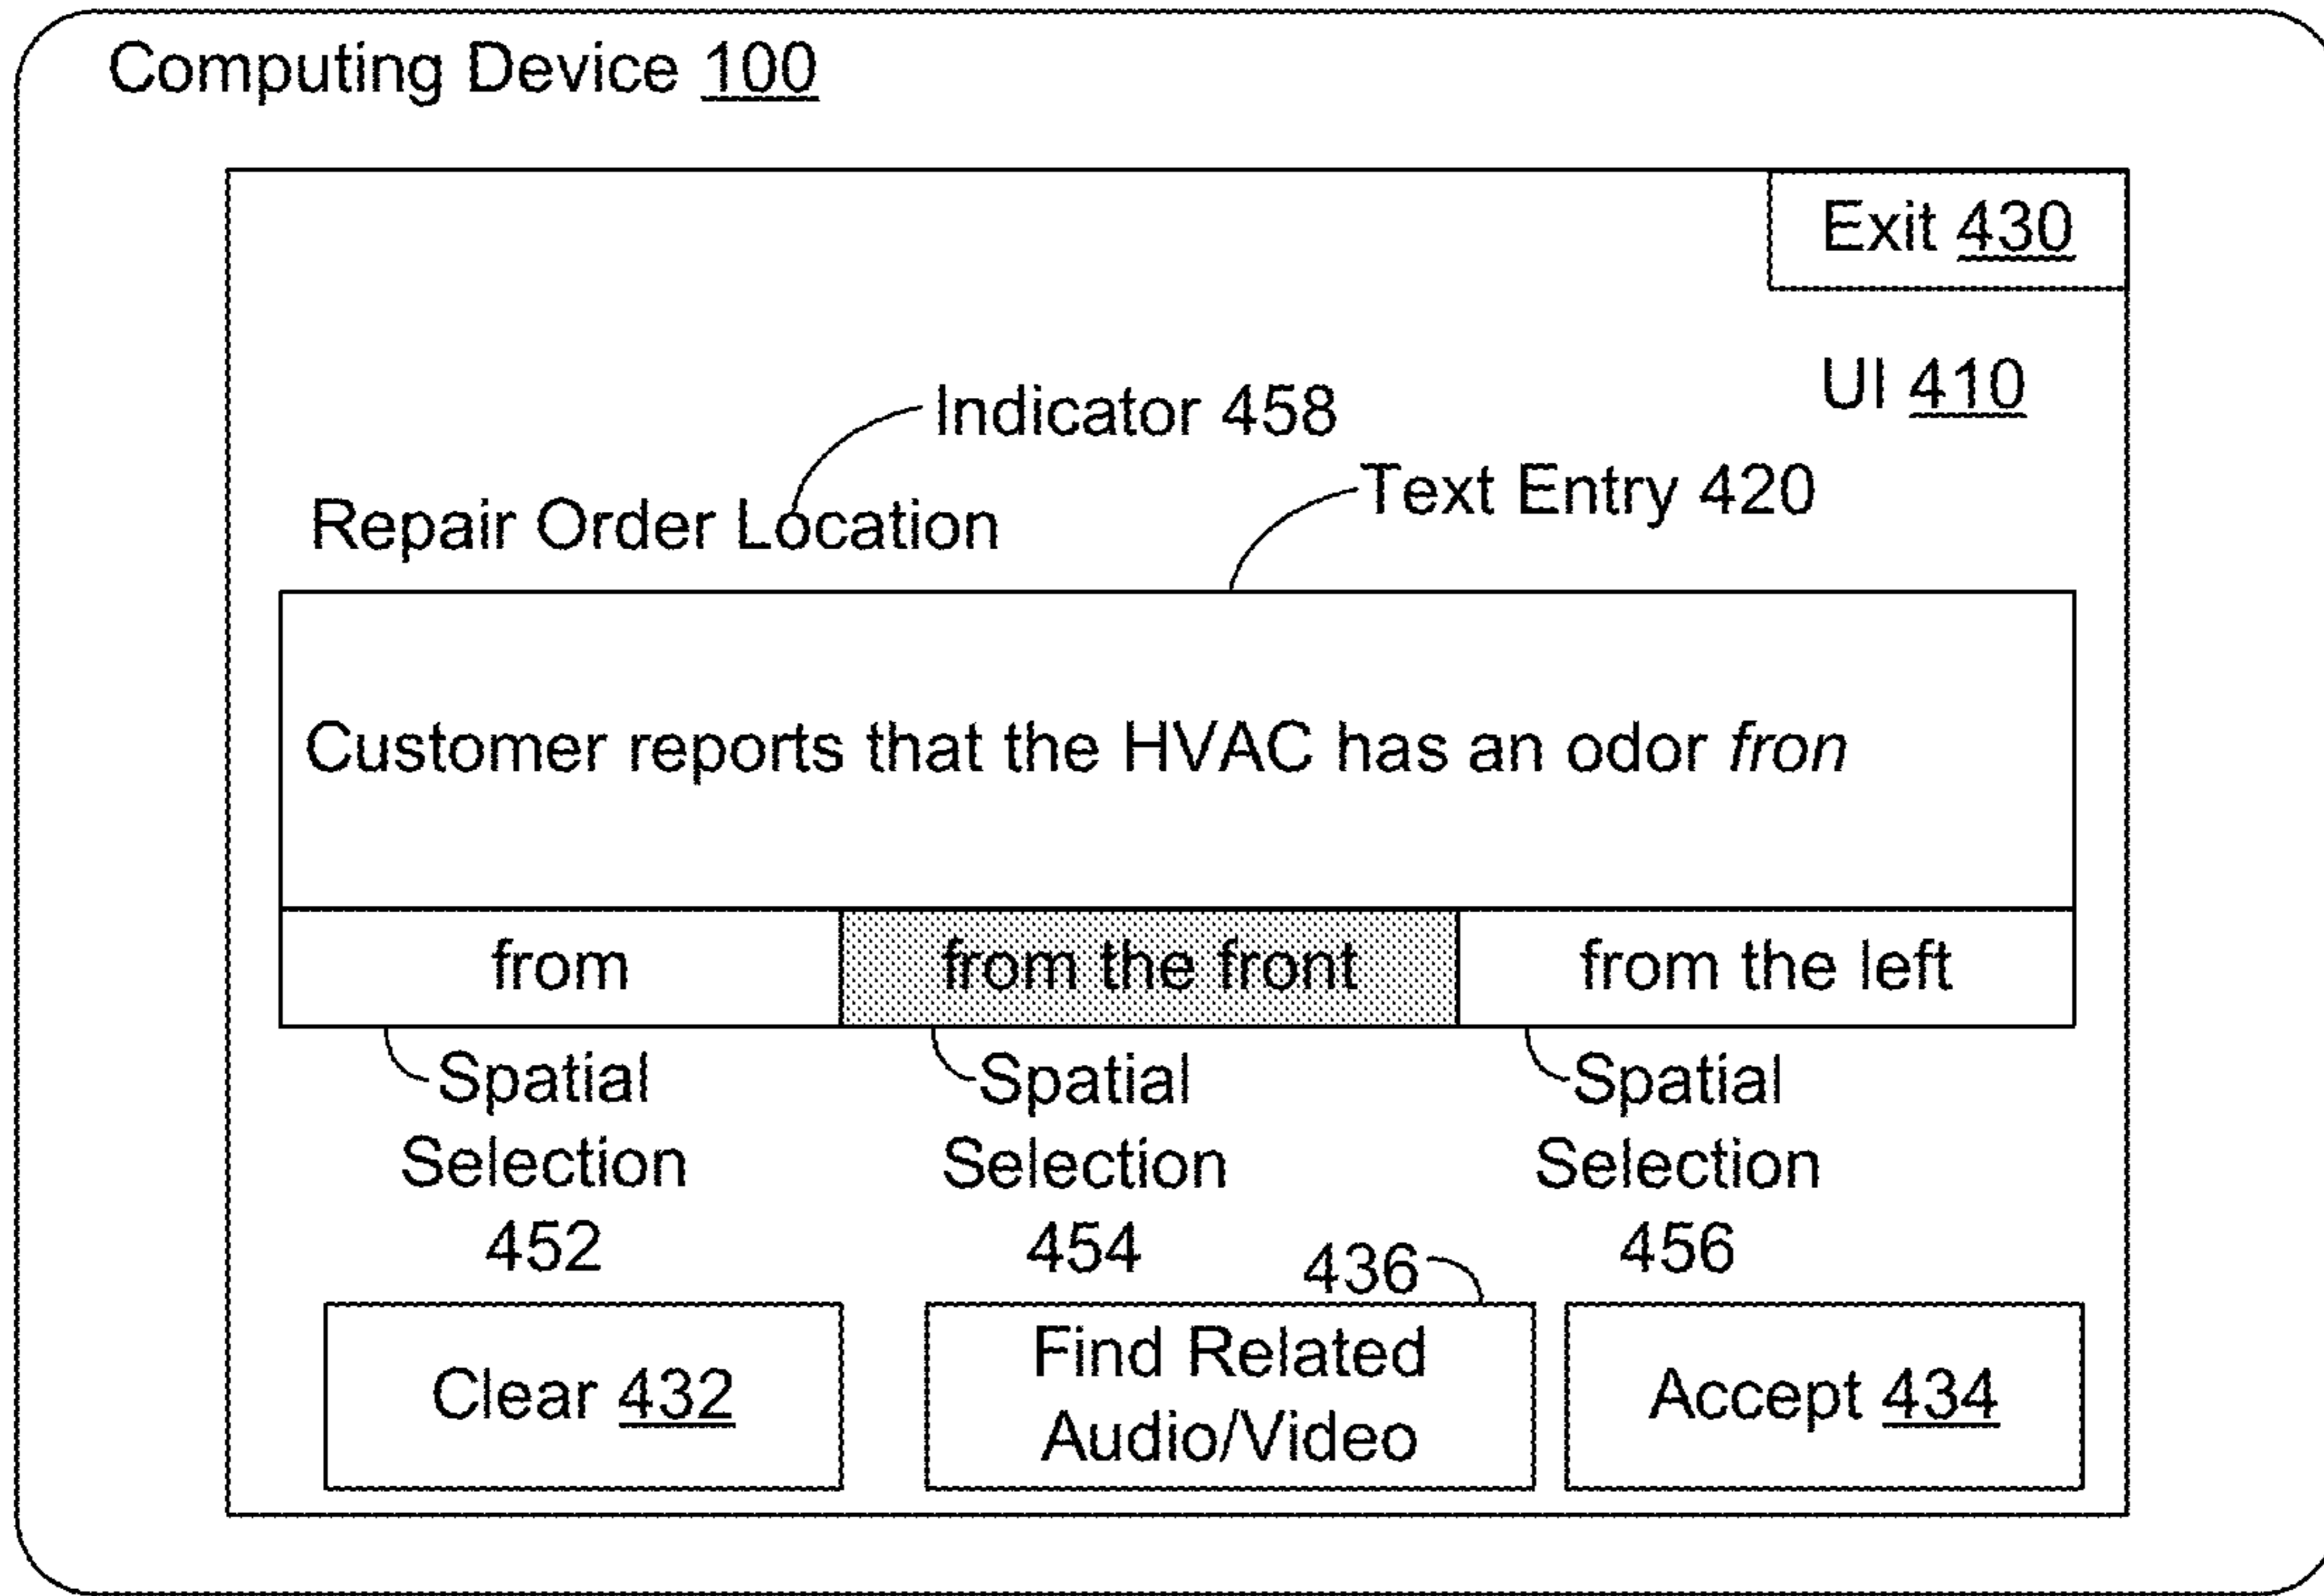 Computing Device 100
Exit 430
UI 410
Indicator 458
Text Entry 420
Repair Order Location
Customer reports that the HVAC has an odor fron
from
from the front
from the left
Spatial
Selection
452
Spatial
Selection
454
Spatial
Selection
456
436
Clear 432
Find Related
Audio/Video
Accept 434